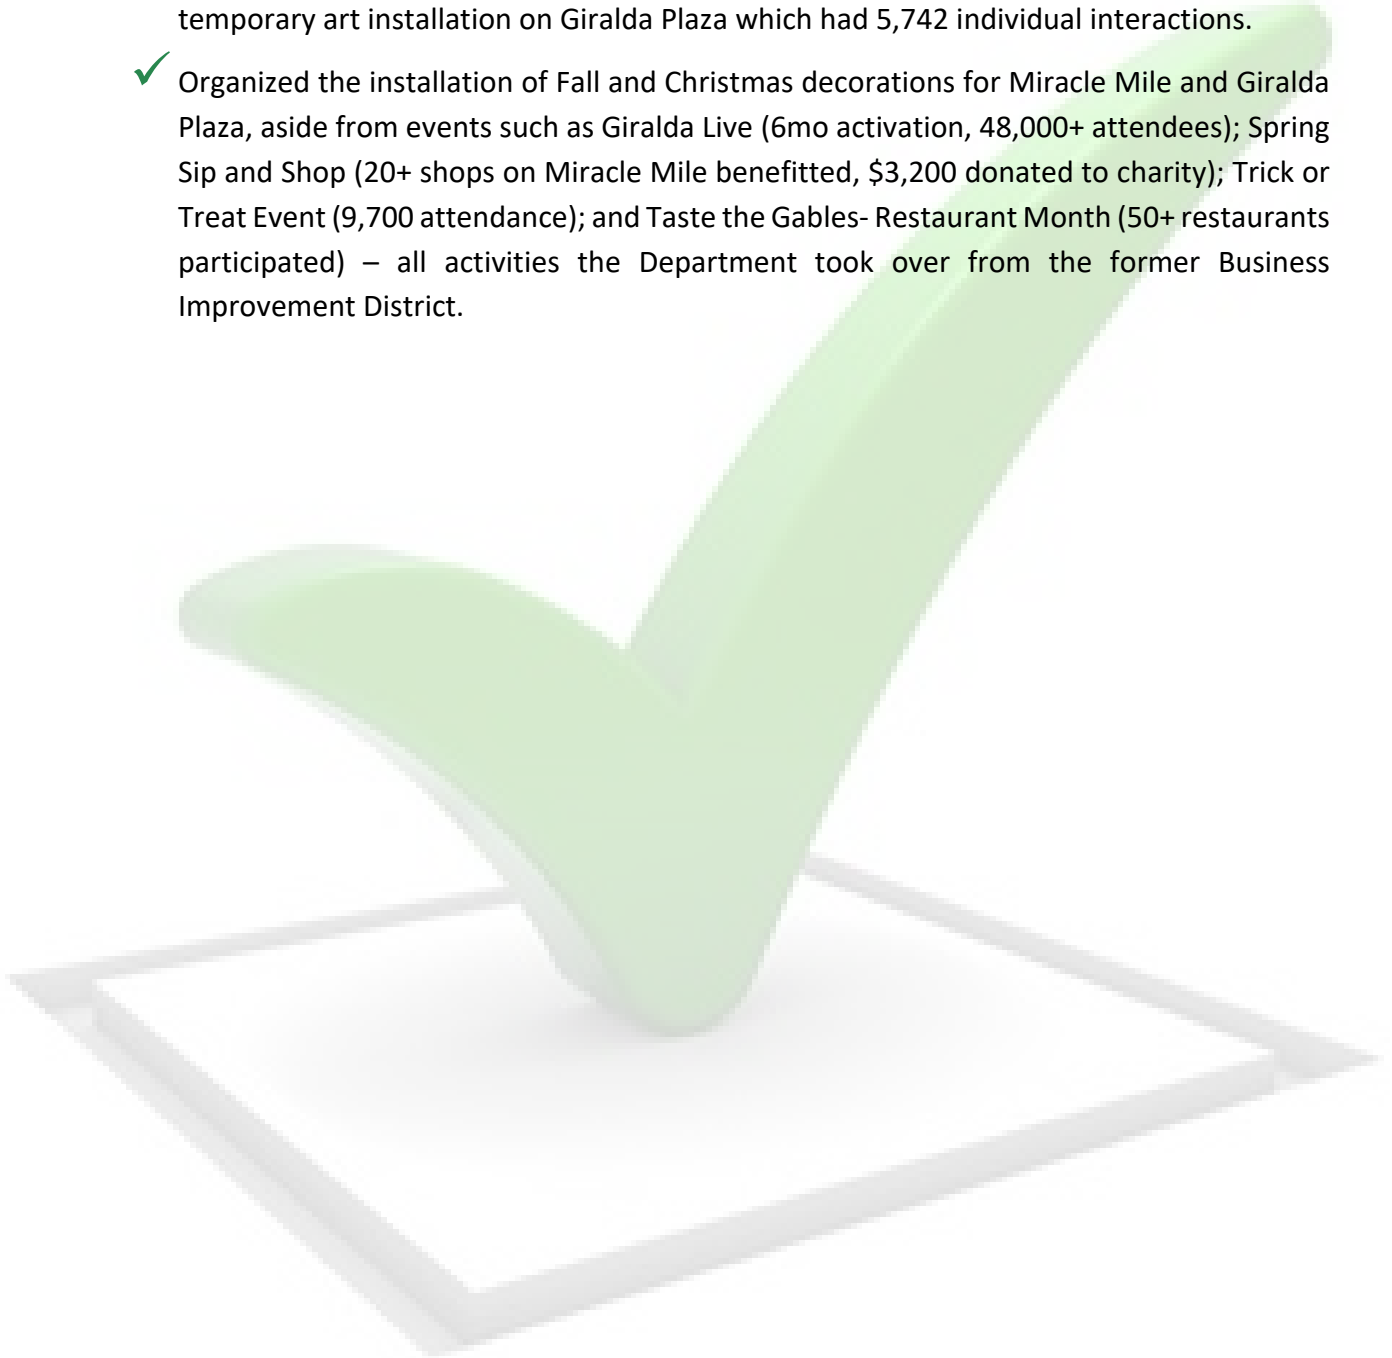 temporary art installation on Giralda Plaza which had 5,742 individual interactions.
Organized the installation of Fall and Christmas decorations for Miracle Mile and Giralda
Plaza, aside from events such as Giralda Live (6mo activation, 48,000+ attendees); Spring
Sip and Shop (20+ shops on Miracle Mile benefitted, $3,200 donated to charity); Trick or
Treat Event (9,700 attendance); and Taste the Gables- Restaurant Month (50+ restaurants
participated) – all activities the Department took over from the former Business
Improvement District.